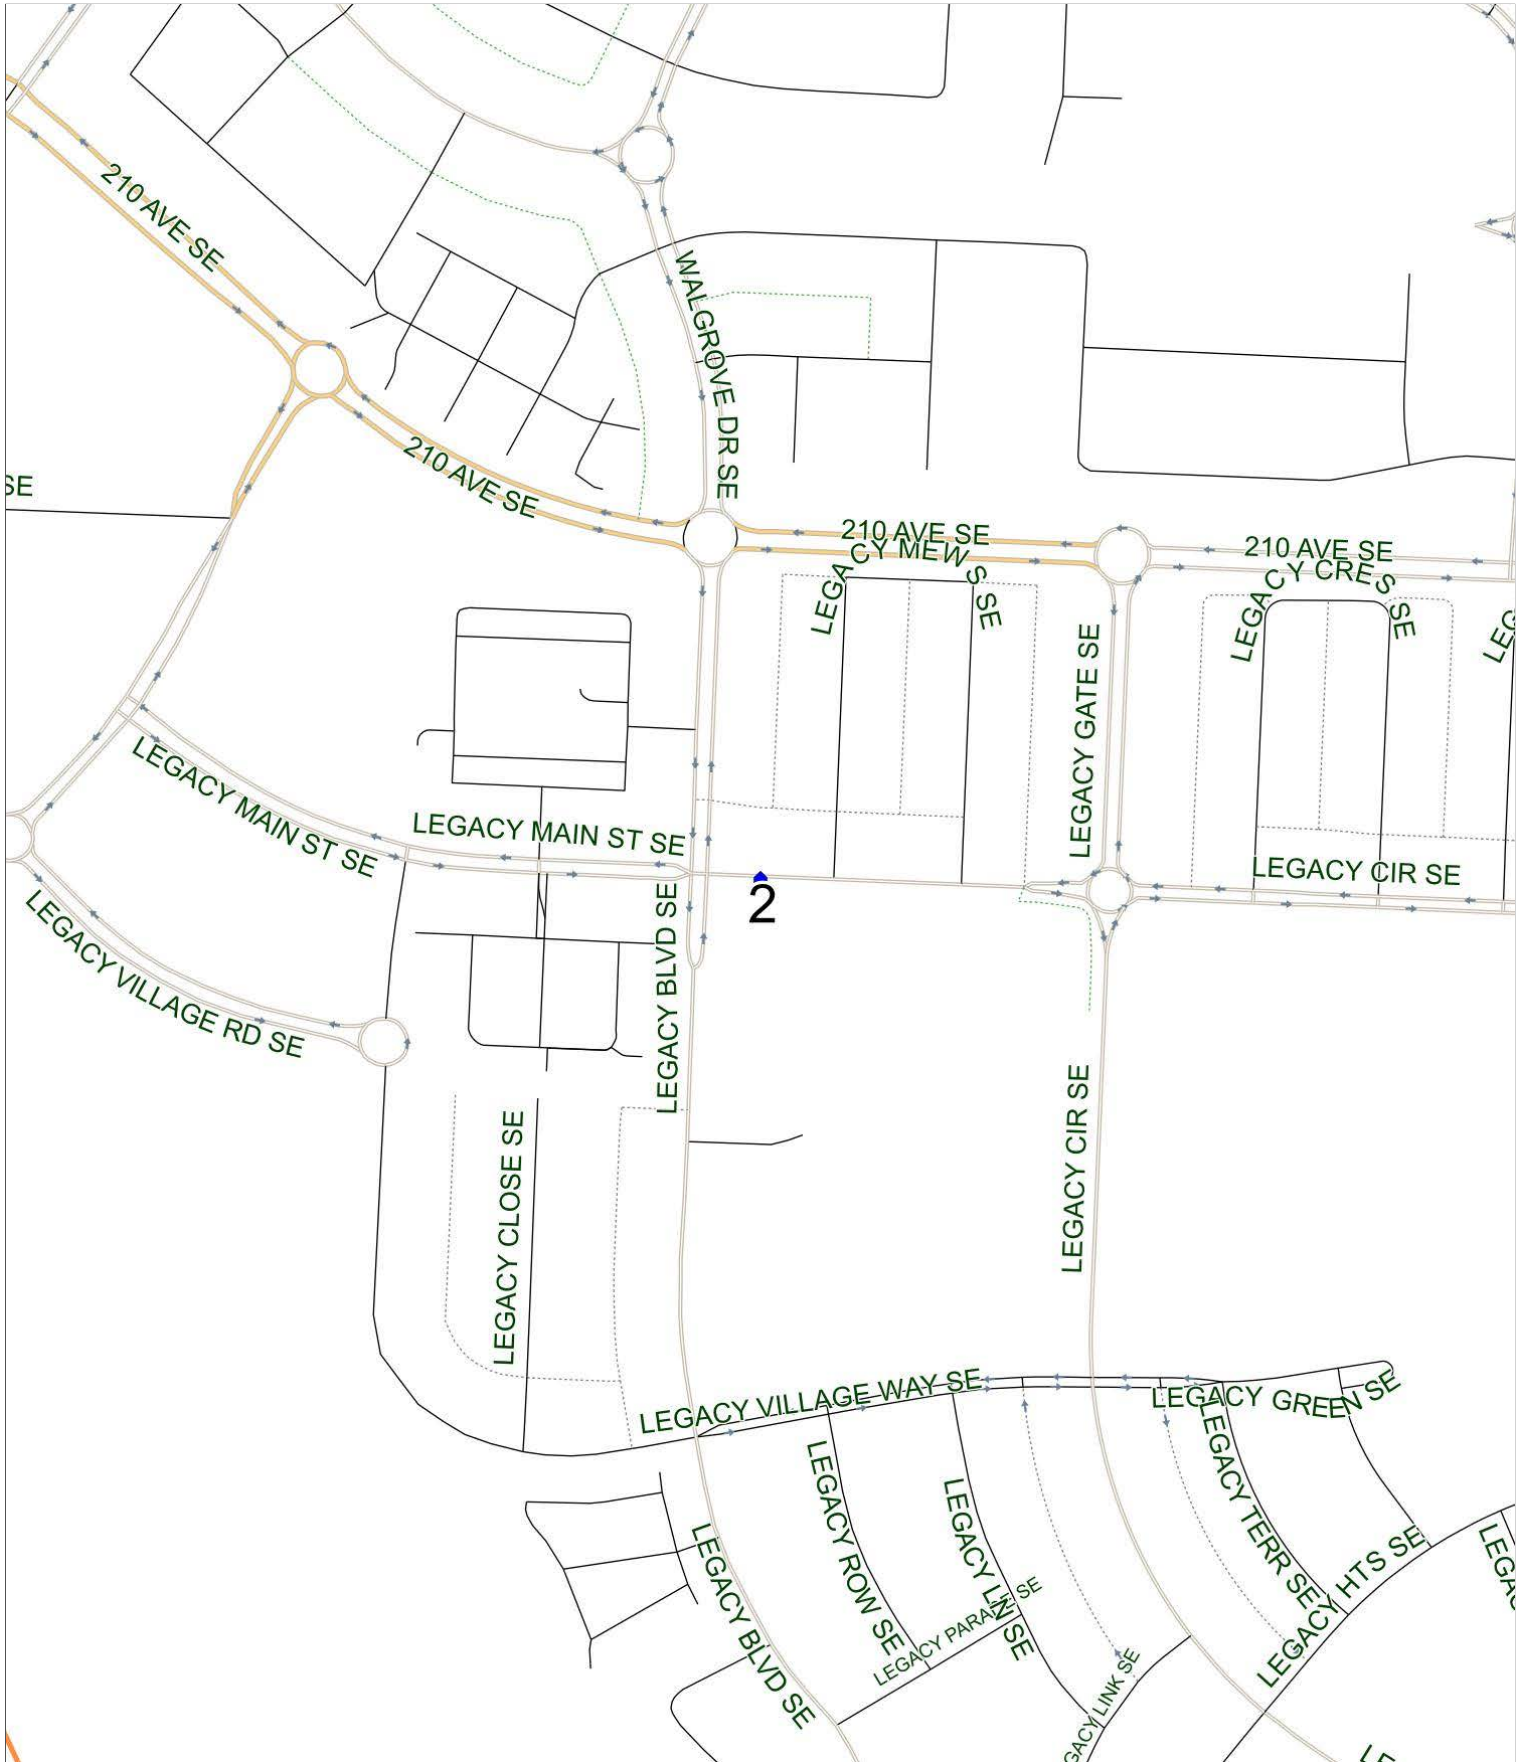 210 AVE SE
WALGROVE DR SE
210 AVE SE
SE
210 AVE SE
210 AVE SE
LEGACY MEWS SE
LEGACY CRES SE
LEGACY GATE SE
LEGACY MAIN ST SE
LEGACY MAIN ST SE
LEGACY CIR SE
2
LEGACY BLVD SE
LEGACY VILLAGE RD SE
LEGACY CLOSE SE
LEGACY CIR SE
LEGACY VILLAGE WAY SE
LEGACY GREEN SE
LEGACY ROW SE
LEGACY LN SE
LEGACY TERR SE
LEGACY HTS SE
LEGACY BLVD SE
LEGACY PARADE SE